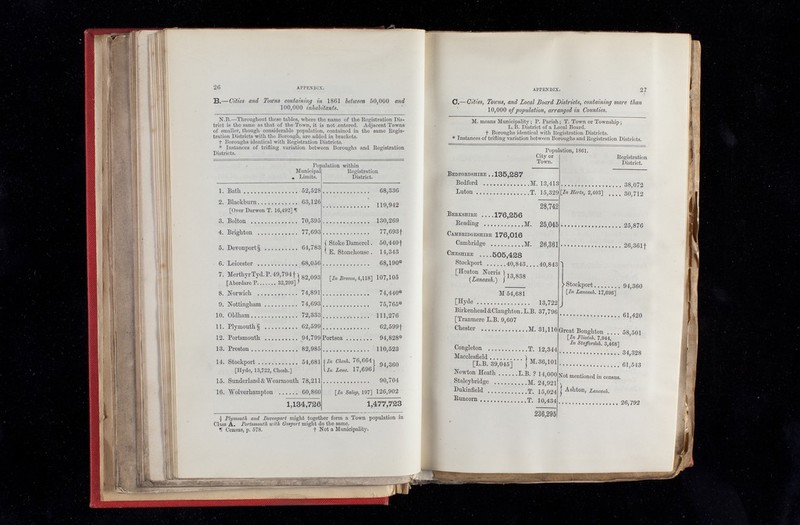 26 APPENDIX.
B.—Cities and Towns containing in 1861 between 50,000 and
100,000 inhabitants.
N.B.—Throughout these tables, where the name of the Registration Dis-
trict is the same as that of the Town, it is not entered. Adjacent Towns
of smaller, though considerable population, contained in the same Regis-
tration Districts with the Borough, are added in brackets.
† Boroughs identical with Registration Districts.
* Instances of trifling variation between Boroughs and Registration
Districts.
Population within
Municipal Registration
Limits. District.
1. Bath 52,528 68,336
2. Blackburn 63,126 119,942
[Over Darwen T. 16,492] ¶
3. Bolton 70,395 130,269
4. Brighton 77,693 77,693†
5. Devonport § 64,783 { Stoke Damerel. 50,440†
E. Stonehouse. 14,343
6. Leicester 68,056 68,190*
7. Merthyr Tyd. P. 49,794 ‡ } 82,093 [In Brecon, 4,118] 107,105
[Aberdare P. 32,299]
8. Norwich 74,891 74,440*
9. Nottingham 74,693 75,765*
10. Oldham 72,333 111,276
11. Plymouth § 62,599 62,599†
12. Portsmouth 94,799 Portsea 94,828*
13. Preston 82,985 110,523
14. Stockport 54,681 { In Chesh. 76,664 } 94,360
[Hyde, 13,722, Chesh.] In Lanc. 17,696
15. Sunderland & Wearmouth 78,211 90,704
16. Wolverhampton 60,860 [In Salop, 197] 126,902
1,134,726 1,477,723
§ Plymouth and Devonport might together form a Town population in
Class A. Portsmouth with Gosport might do the same.
¶ Census, p. 578. † Not a Municipality.
APPENDIX. 27
C.—Cities, Towns, and Local Board Districts, containing more than
10,000 of population, arranged in Counties.
M. means Municipality; P. Parish; T. Town or Township;
L.B. District of a Local Board.
† Boroughs identical with Registration Districts.
* Instances of trifling variation between Boroughs and Registration Districts.
Population, 1861.
City or Registration
Town. District.
BEDFORDSHIRE ..135,287
Bedford M. 13,413 38,072
Luton T. 15,329 [In Herts, 2,403] 30,712
28,742
BERKSHIRE ....176,256
Reading M. 25,045 25,876
CAMBRIDGESHIRE 176,016
Cambridge M. 26,361 26,361†
CHESHIRE ....505,428
Stockport 40,843 40,843
[Heaton Norris } 13,838
(Lancash.)
M 54,681 Stockport 94,360
[In Lancash. 17,696]
[Hyde 13,722
Birkenhead & Claughton. L.B. 37,796 61,420
[Tranmere L.B. 9,607
Chester M. 31,110 Great Boughton 58,501
[In Flintsh. 7,044,
In Staffordsh. 3,468]
Congleton T. 12,344 34,328
Macclesfield } M. 36,101 61,543
[L.B. 39,045]
Newton Heath L.B. † 14,000 Not mentioned in census.
Staleybridge M. 24,921 } Ashton, Lancash.
Dukinfield T. 15,024
Runcorn T. 10,434 26,792
236,295